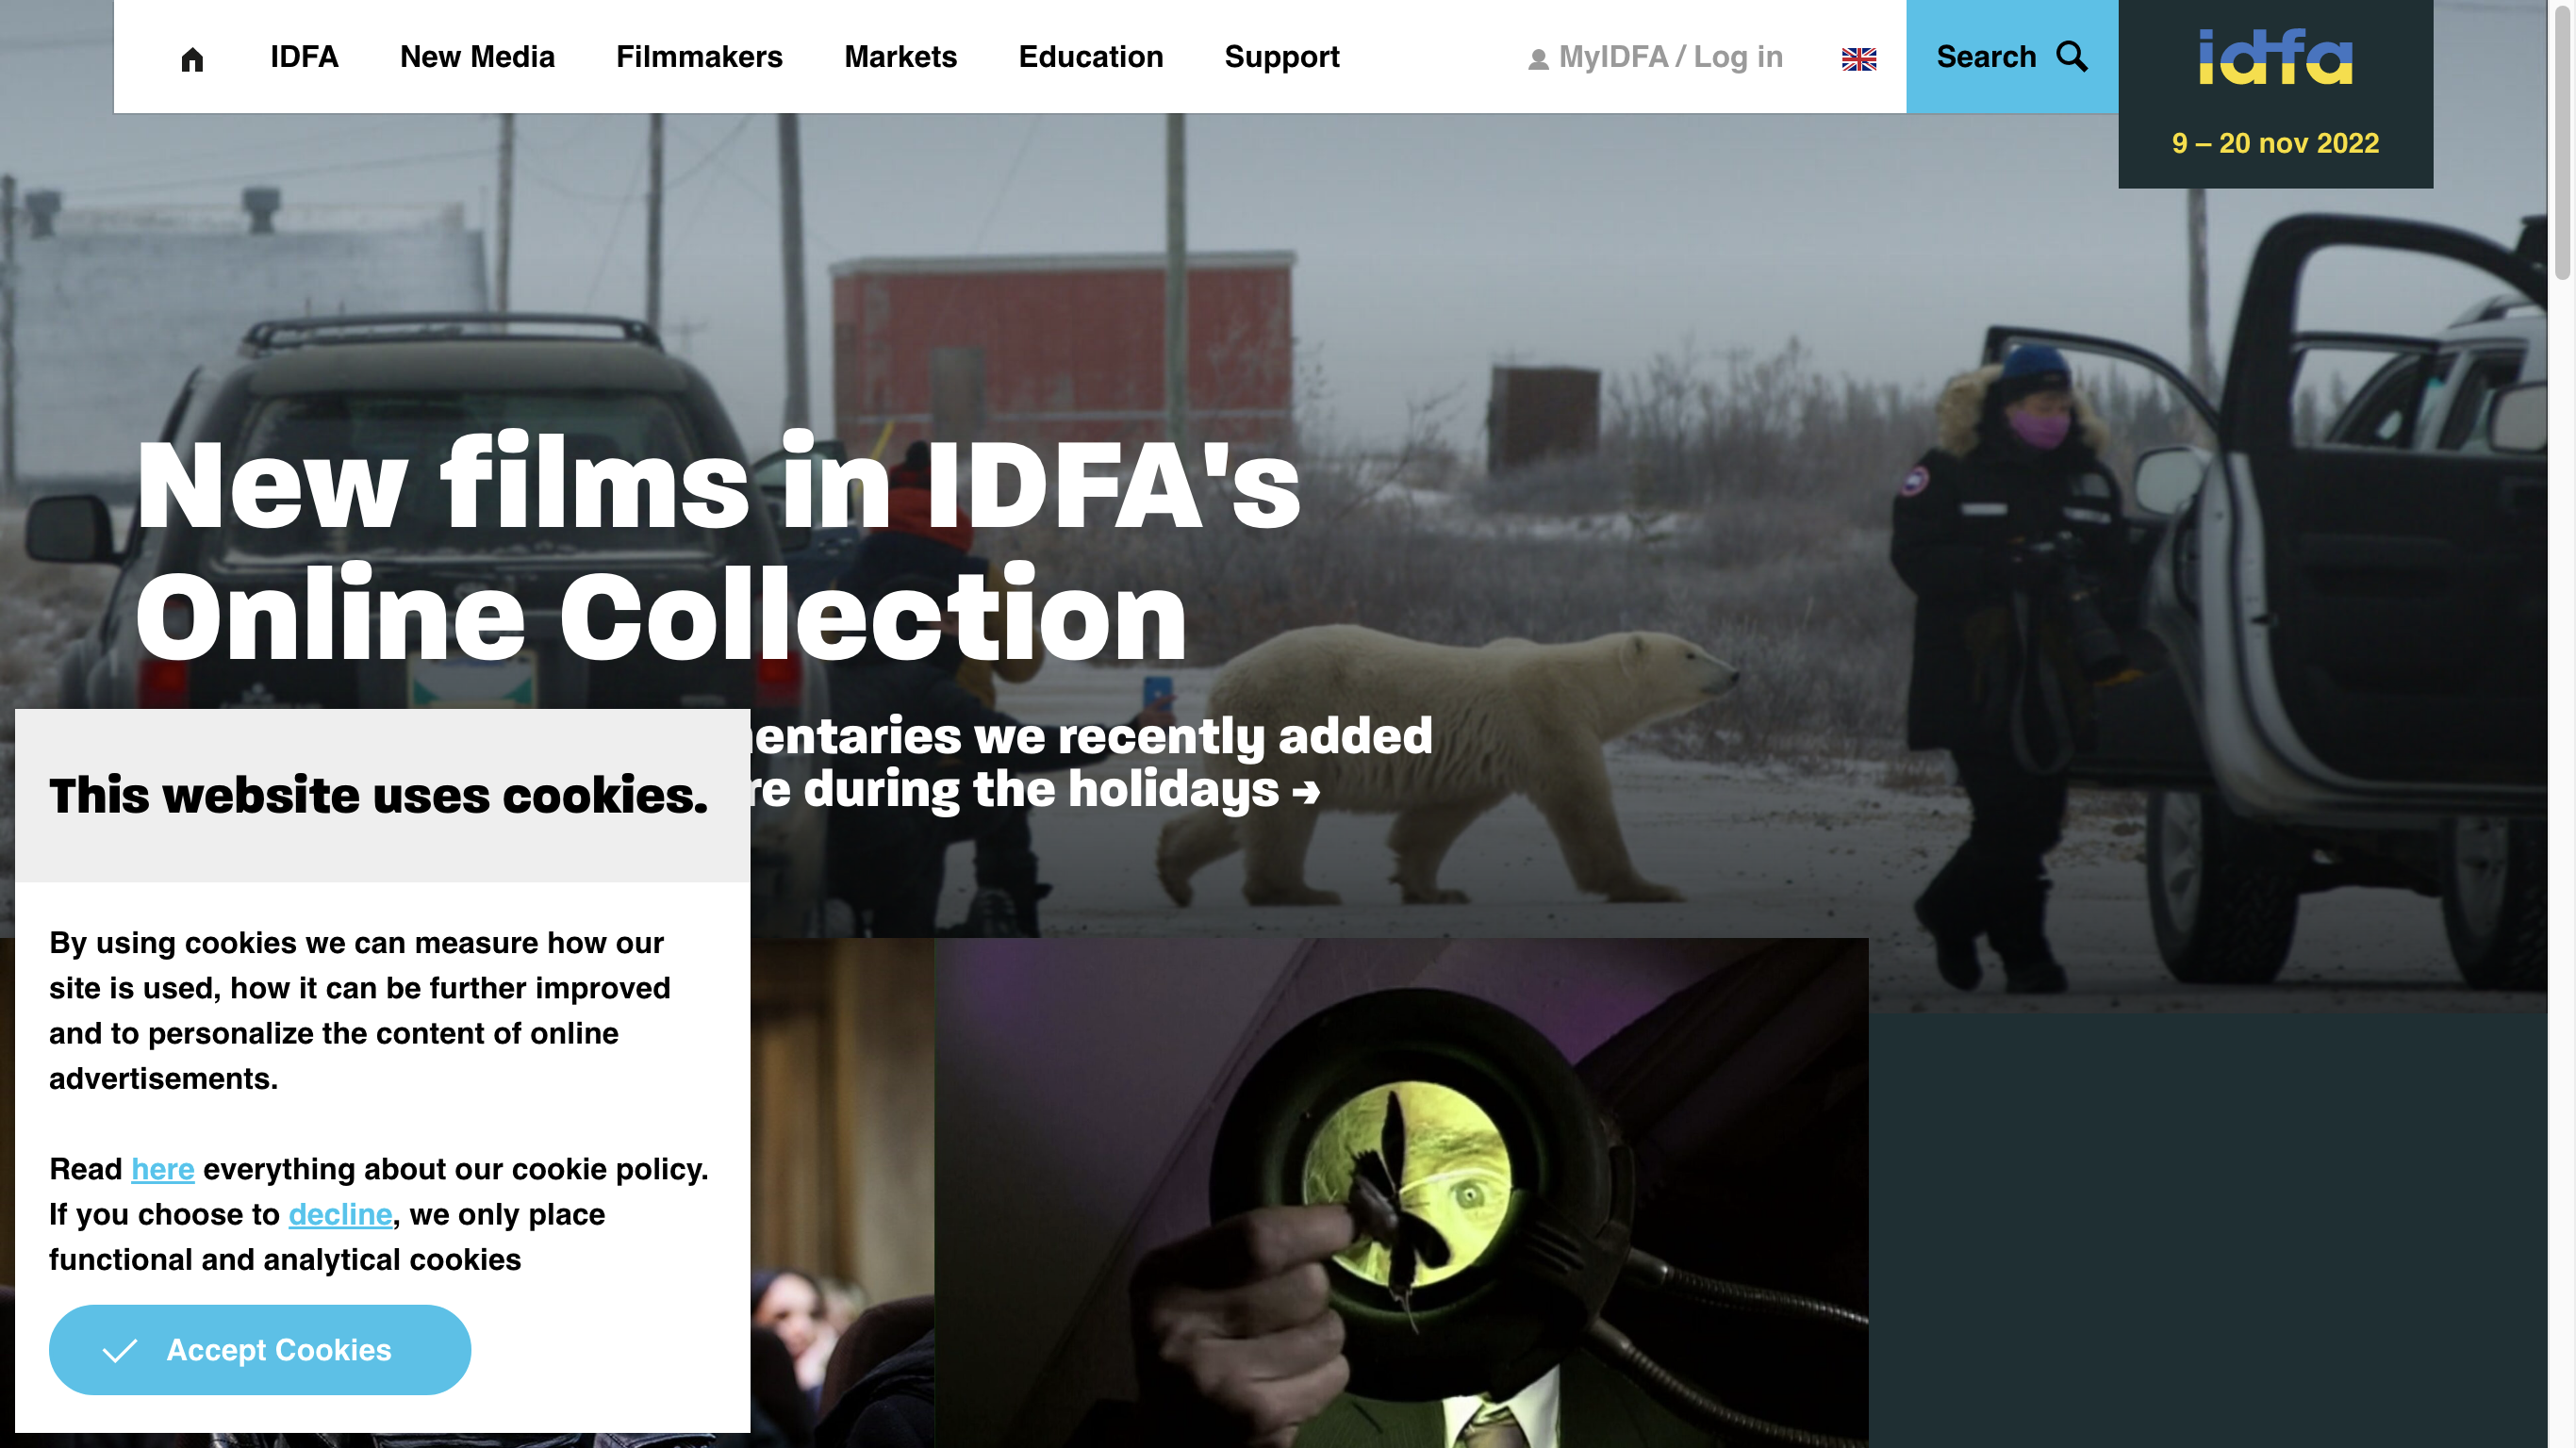 IDFA New Media Filmmakers Markets Education Support MyIDFA / Log in Search
idfa
9 – 20 nov 2022
New films in IDFA's
Online Collection
we recently added
during the holidays →
This website uses cookies.
By using cookies we can measure how our
site is used, how it can be further improved
and to personalize the content of online
advertisements.
Read here everything about our cookie policy.
If you choose to decline, we only place
functional and analytical cookies
Accept Cookies